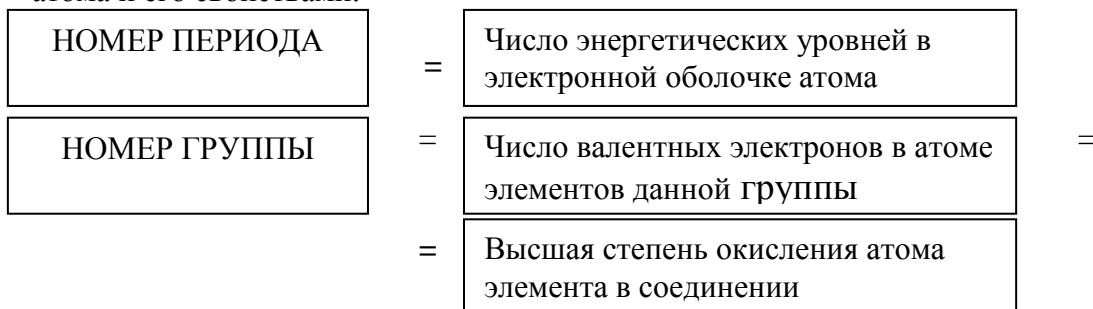 атома и его свойствами.
НОМЕР ПЕРИОДА
=
Число энергетических уровней в
электронной оболочке атома
НОМЕР ГРУППЫ
=
Число валентных электронов в атоме
элементов данной группы
=
=
Высшая степень окисления атома
элемента в соединении